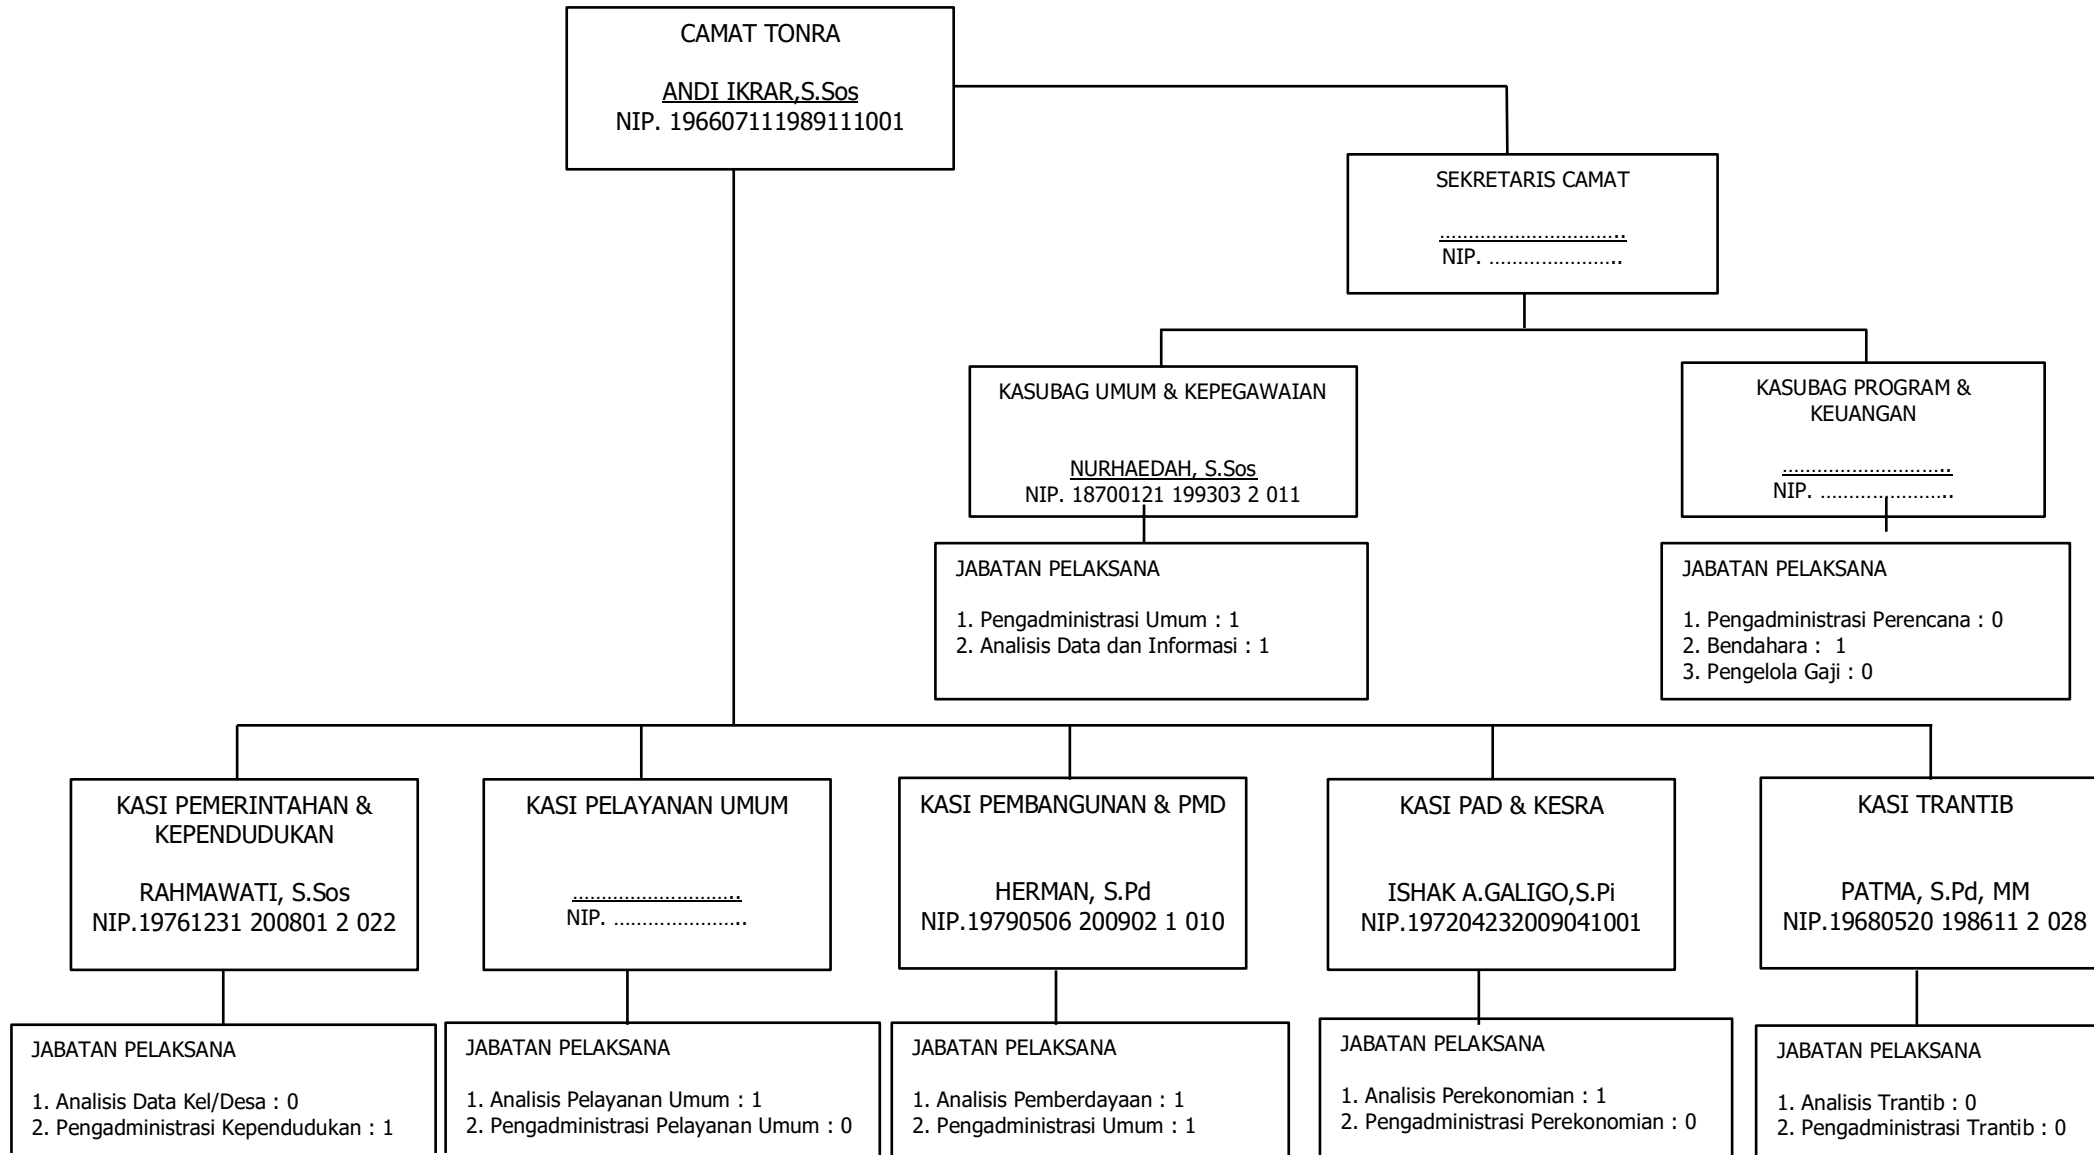 CAMAT TONRA
ANDI IKRAR,S.Sos
NIP. 196607111989111001
SEKRETARIS CAMAT
…………………………..
NIP. …………………..
KASUBAG UMUM & KEPEGAWAIAN
NURHAEDAH, S.Sos
NIP. 18700121 199303 2 011
KASUBAG PROGRAM &
KEUANGAN
………………………..
NIP. …………………..
JABATAN PELAKSANA
1. Pengadministrasi Umum : 1
2. Analisis Data dan Informasi : 1
JABATAN PELAKSANA
1. Pengadministrasi Perencana : 0
2. Bendahara : 1
3. Pengelola Gaji : 0
KASI PEMERINTAHAN &
KEPENDUDUKAN
RAHMAWATI, S.Sos
NIP.19761231 200801 2 022
KASI PELAYANAN UMUM
………………………..
NIP. …………………..
KASI PEMBANGUNAN & PMD
HERMAN, S.Pd
NIP.19790506 200902 1 010
KASI PAD & KESRA
ISHAK A.GALIGO,S.Pi
NIP.197204232009041001
KASI TRANTIB
PATMA, S.Pd, MM
NIP.19680520 198611 2 028
JABATAN PELAKSANA
1. Analisis Data Kel/Desa : 0
2. Pengadministrasi Kependudukan : 1
JABATAN PELAKSANA
1. Analisis Pelayanan Umum : 1
2. Pengadministrasi Pelayanan Umum : 0
JABATAN PELAKSANA
1. Analisis Pemberdayaan : 1
2. Pengadministrasi Umum : 1
JABATAN PELAKSANA
1. Analisis Perekonomian : 1
2. Pengadministrasi Perekonomian : 0
JABATAN PELAKSANA
1. Analisis Trantib : 0
2. Pengadministrasi Trantib : 0